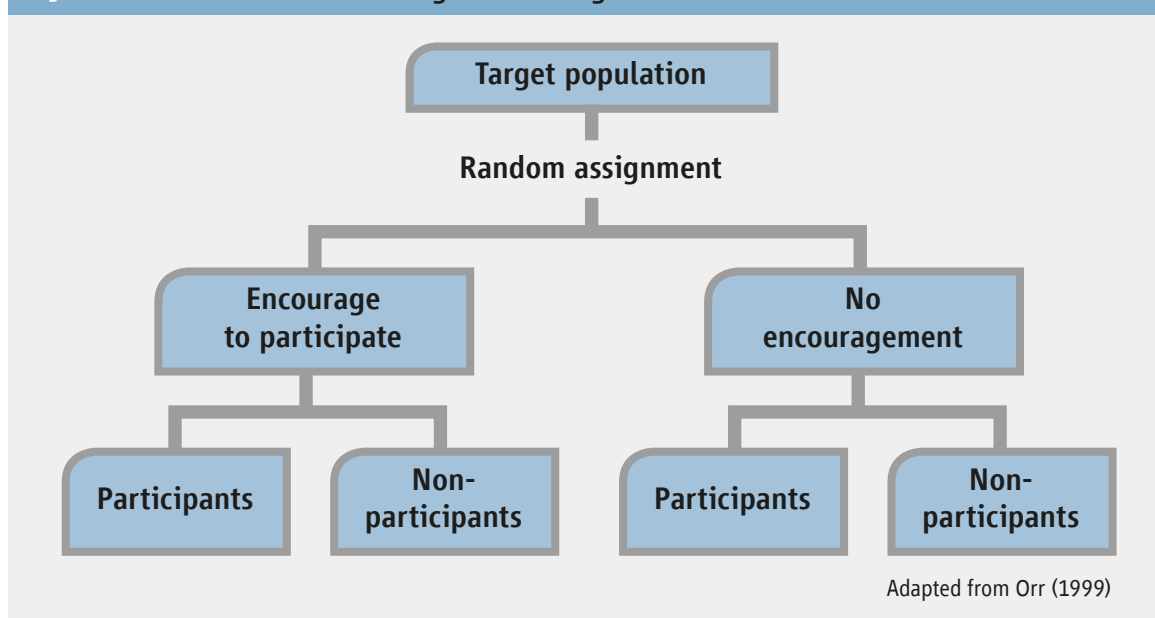 Target population
Random assignment
Encourage
to participate
No
encouragement
Participants
Non-
participants
Participants
Non-
participants
Adapted from Orr (1999)